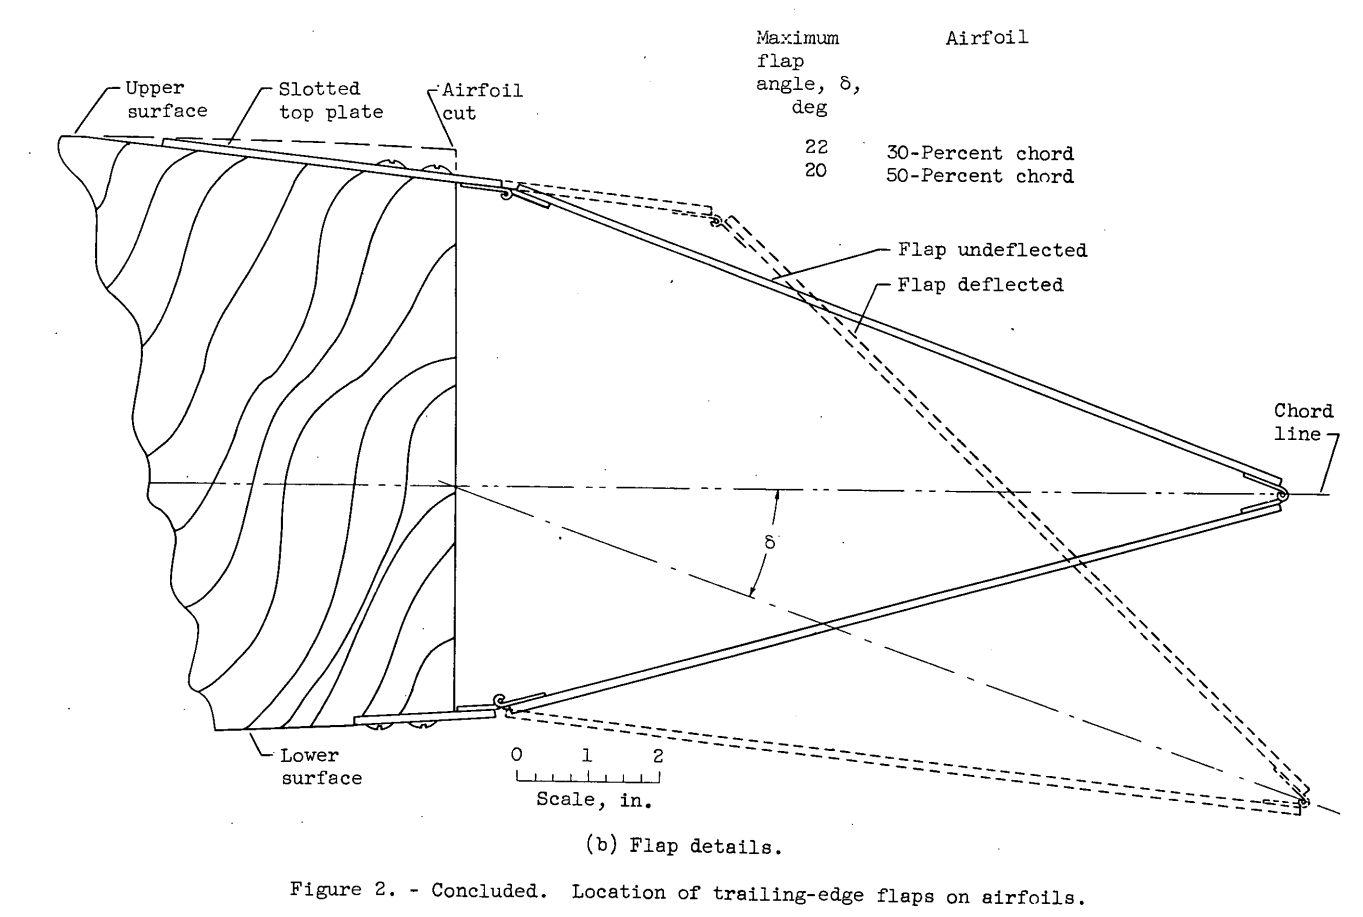 Maximum Airfoil
flap
angle, δ,
deg
22 30-Percent chord
20 50-Percent chord
Upper
surface
Slotted
top plate
Airfoil
cut
Flap undeflected
Flap deflected
Chord
line
δ
Lower
surface
0 1 2
Scale, in.
(b) Flap details.
Figure 2. - Concluded. Location of trailing-edge flaps on airfoils.